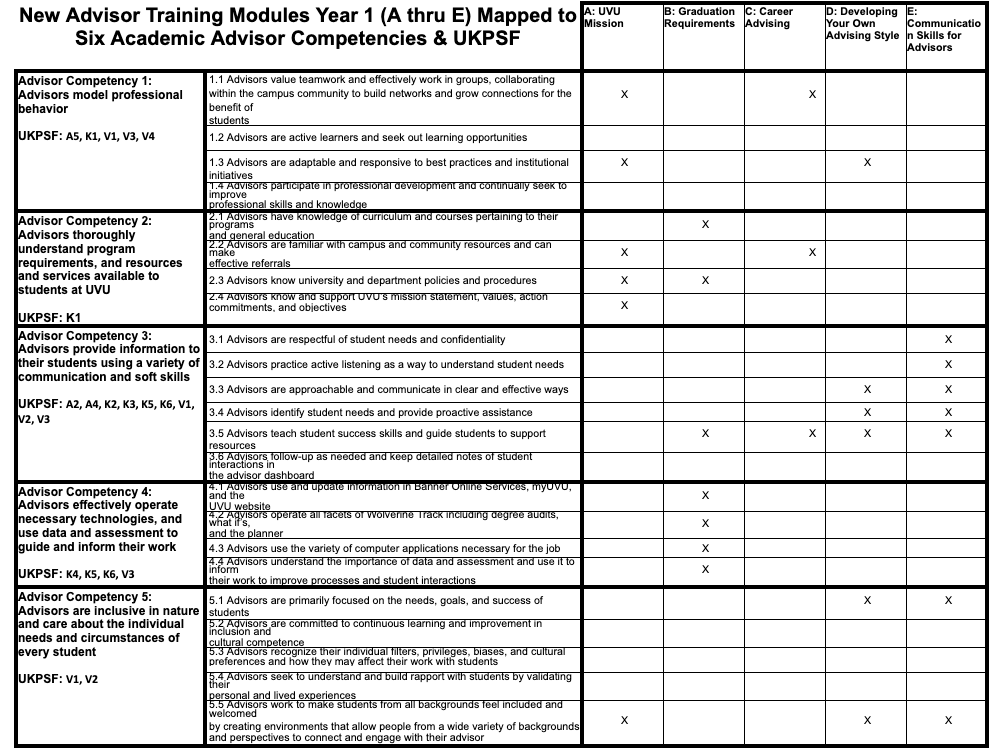 New Advisor Training Modules Year 1 (A thru E) Mapped to
Six Academic Advisor Competencies & UKPSF
A: UVU
Mission
B: Graduation
Requirements
C: Career
Advising
D: Developing
Your Own
Advising Style
E:
Communicatio
n Skills for
Advisors
Advisor Competency 1:
Advisors model professional
behavior
UKPSF: A5, K1, V1, V3, V4
1.1 Advisors value teamwork and effectively work in groups, collaborating
within the campus community to build networks and grow connections for the
benefit of
students
X X
1.2 Advisors are active learners and seek out learning opportunities
1.3 Advisors are adaptable and responsive to best practices and institutional
initiatives
X X
1.4 Advisors participate in professional development and continually seek to
improve
professional skills and knowledge
Advisor Competency 2:
Advisors thoroughly
understand program
requirements, and resources
and services available to
students at UVU
UKPSF: K1
2.1 Advisors have knowledge of curriculum and courses pertaining to their
programs
and general education
X
2.2 Advisors are familiar with campus and community resources and can
make
effective referrals
X X
2.3 Advisors know university and department policies and procedures
X X
2.4 Advisors know and support UVU's mission statement, values, action
commitments, and objectives
X
Advisor Competency 3:
Advisors provide information to
their students using a variety of
communication and soft skills
UKPSF: A2, A4, K2, K3, K5, K6, V1,
V2, V3
3.1 Advisors are respectful of student needs and confidentiality
X
3.2 Advisors practice active listening as a way to understand student needs
X
3.3 Advisors are approachable and communicate in clear and effective ways
X X
3.4 Advisors identify student needs and provide proactive assistance
X X
3.5 Advisors teach student success skills and guide students to support
resources
X X X X
3.6 Advisors follow-up as needed and keep detailed notes of student
interactions in
the advisor dashboard
Advisor Competency 4:
Advisors effectively operate
necessary technologies, and
use data and assessment to
guide and inform their work
UKPSF: K4, K5, K6, V3
4.1 Advisors use and update information in Banner Online Services, myUVU,
and the
UVU website
X
4.2 Advisors operate all facets of Wolverine Track including degree audits,
what if's,
and the planner
X
4.3 Advisors use the variety of computer applications necessary for the job
X
4.4 Advisors understand the importance of data and assessment and use it to
inform
their work to improve processes and student interactions
X
Advisor Competency 5:
Advisors are inclusive in nature
and care about the individual
needs and circumstances of
every student
UKPSF: V1, V2
5.1 Advisors are primarily focused on the needs, goals, and success of
students
X X
5.2 Advisors are committed to continuous learning and improvement in
inclusion and
cultural competence
5.3 Advisors recognize their individual filters, privileges, biases, and cultural
preferences and how they may affect their work with students
5.4 Advisors seek to understand and build rapport with students by validating
their
personal and lived experiences
5.5 Advisors work to make students from all backgrounds feel included and
welcomed
by creating environments that allow people from a wide variety of backgrounds
and perspectives to connect and engage with their advisor
X X X